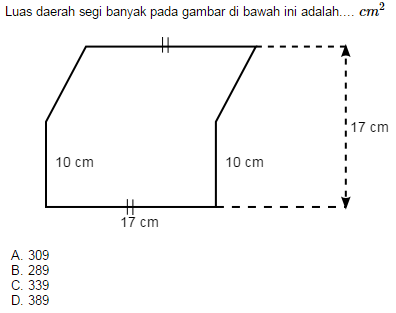 Luas daerah segi banyak pada gambar di bawah ini adalah.... cm²
17 cm
10 cm
10 cm
17 cm
A. 309
B. 289
C. 339
D. 389